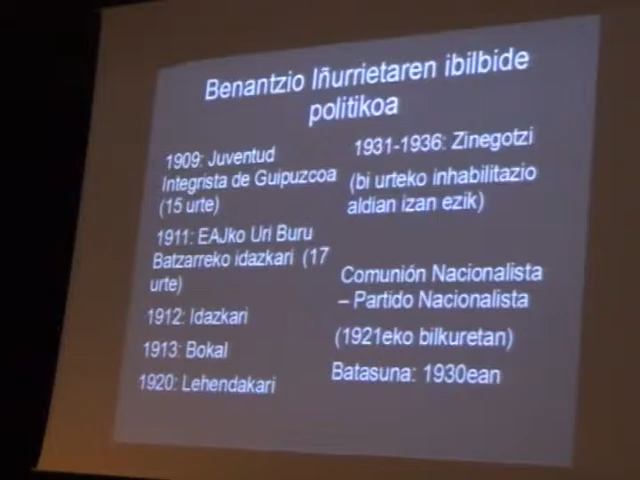 Benantzio Iñurrietaren ibilbide
politikoa
1909: Juventud
Integrista de Guipuzcoa
(15 urte)
1911: EAJko Uri Buru
Batzarreko idazkari (17
urte)
1912: Idazkari
1913: Bokal
1920: Lehendakari
1931-1936: Zinegotzi
(bi urteko inhabilitazio
aldian izan ezik)
Comunión Nacionalista
– Partido Nacionalista
(1921eko bilkuretan)
Batasuna: 1930ean